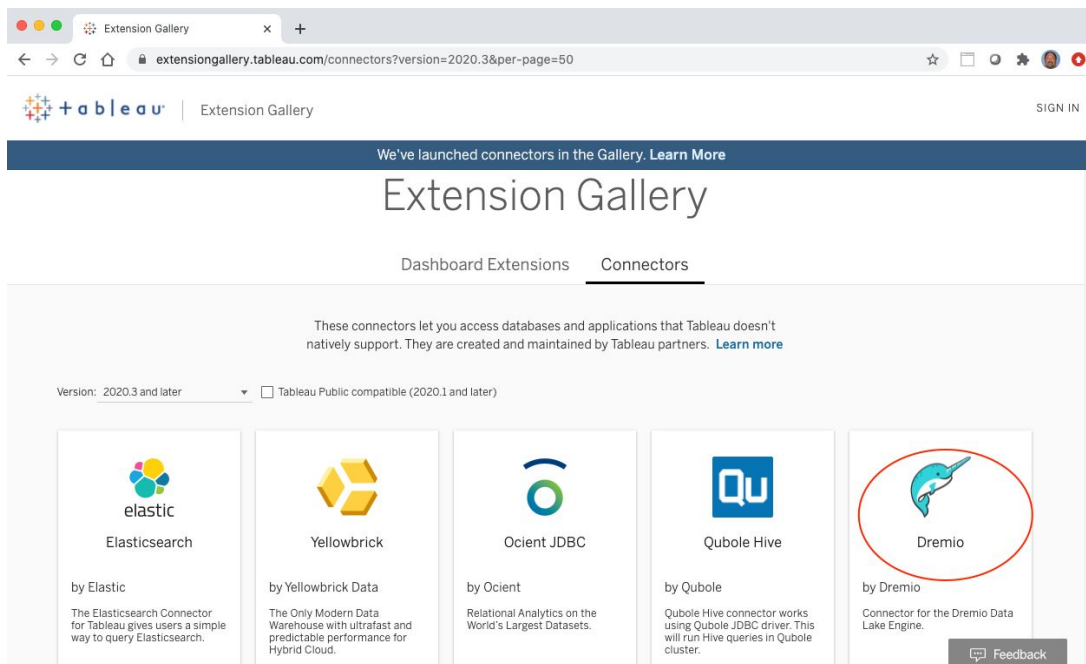 Extension Gallery
extensiongallery.tableau.com/connectors?version=2020.3&per-page=50
+ a b | e a u
Extension Gallery
SIGN IN
We've launched connectors in the Gallery. Learn More
Extension Gallery
Dashboard Extensions Connectors
These connectors let you access databases and applications that Tableau doesn't
natively support. They are created and maintained by Tableau partners. Learn more
Version: 2020.3 and later
Tableau Public compatible (2020.1 and later)
elastic
Elasticsearch
by Elastic
The Elasticsearch Connector
for Tableau gives users a simple
way to query Elasticsearch.
Yellowbrick
by Yellowbrick Data
The Only Modern Data
Warehouse with ultrafast and
predictable performance for
Hybrid Cloud.
Ocient JDBC
by Ocient
Relational Analytics on the
World's Largest Datasets.
Qu
Qubole Hive
by Qubole
Qubole Hive connector works
using Qubole JDBC driver. This
will run Hive queries in Qubole
cluster.
Dremio
by Dremio
Connector for the Dremio Data
Lake Engine.
Feedback